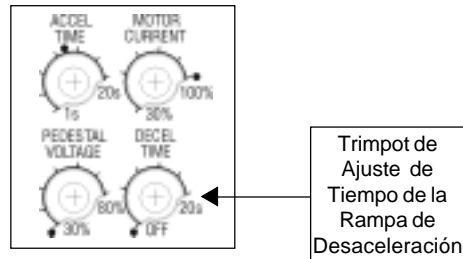 ACCEL TIME
MOTOR CURRENT
1s
20s
30%
100%
PEDESTAL VOLTAGE
DECEL TIME
30%
80%
OFF
20s
Trimpot de
Ajuste de
Tiempo de la
Rampa de
Desaceleración